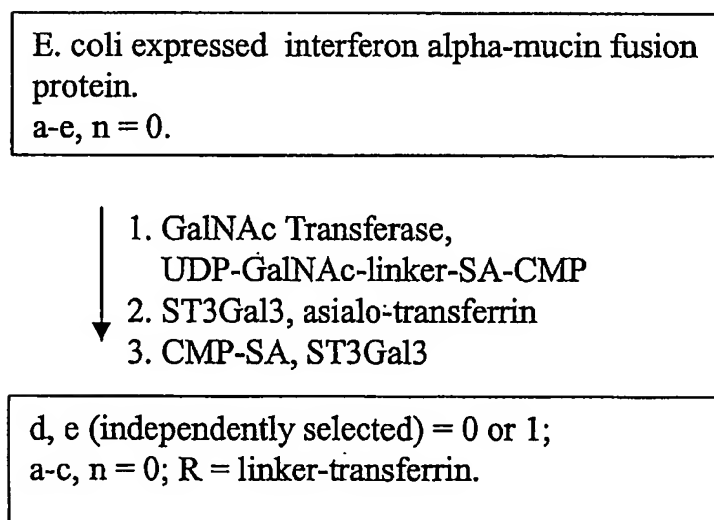 E. coli expressed interferon alpha-mucin fusion
protein.
a-e, n = 0.
1. GalNAc Transferase,
UDP-GalNAc-linker-SA-CMP
2. ST3Gal3, asialo-transferrin
3. CMP-SA, ST3Gal3
d, e (independently selected) = 0 or 1;
a-c, n = 0; R = linker-transferrin.